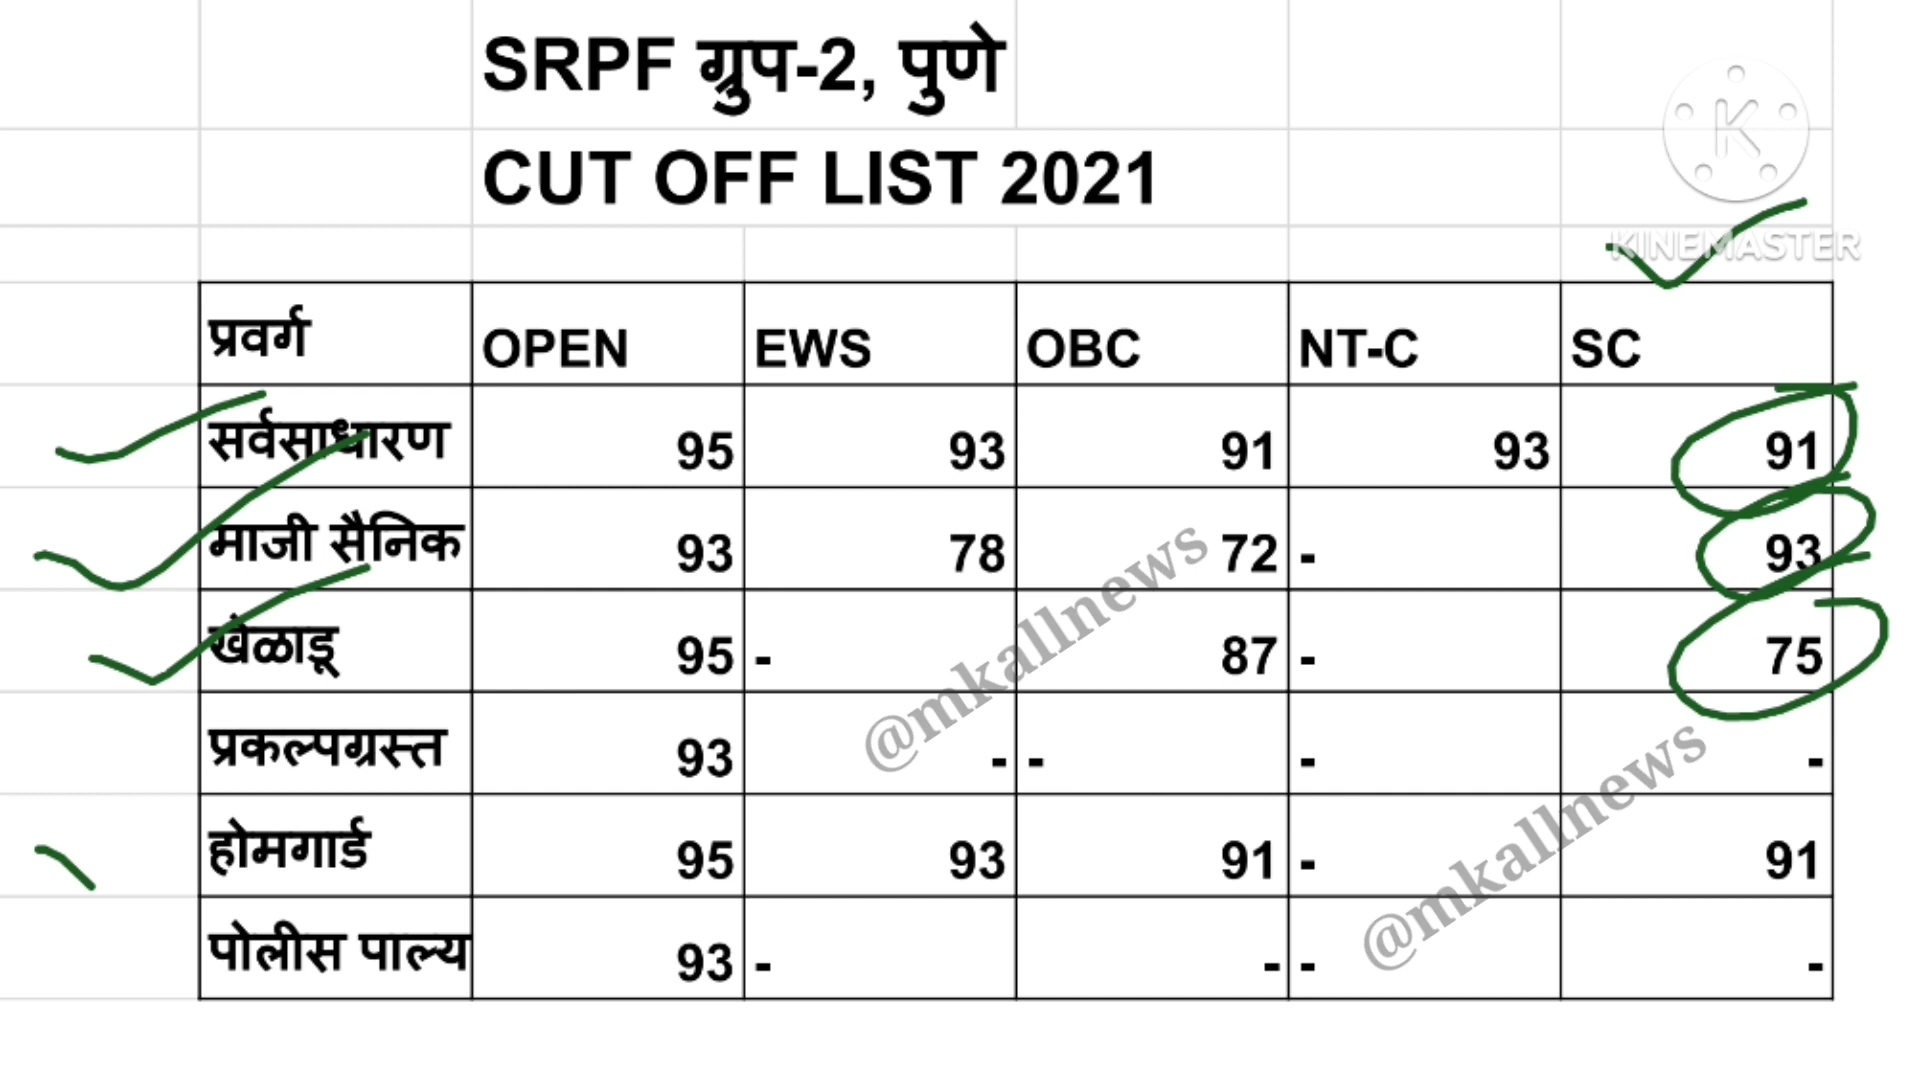 SRPF ग्रुप-2, पुणे
CUT OFF LIST 2021
K
KINEMASTER
प्रवर्ग OPEN EWS OBC NT-C SC
सर्वसाधारण 95 93 91 93 91
माजी सैनिक 93 78 72 - 93
खेळाडू 95 - 87 - 75
प्रकल्पग्रस्त 93 - - - -
होमगार्ड 95 93 91 - 91
पोलीस पाल्य 93 - - - -
@mkallnews
@mkallnews